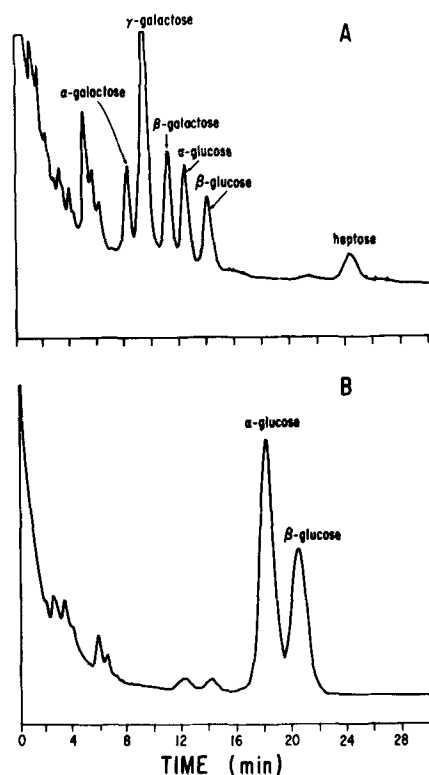 A
γ-galactose
α-galactose
β-galactose
α-glucose
β-glucose
heptose
B
α-glucose
β-glucose
0 4 8 12 16 20 24 28
TIME (min)